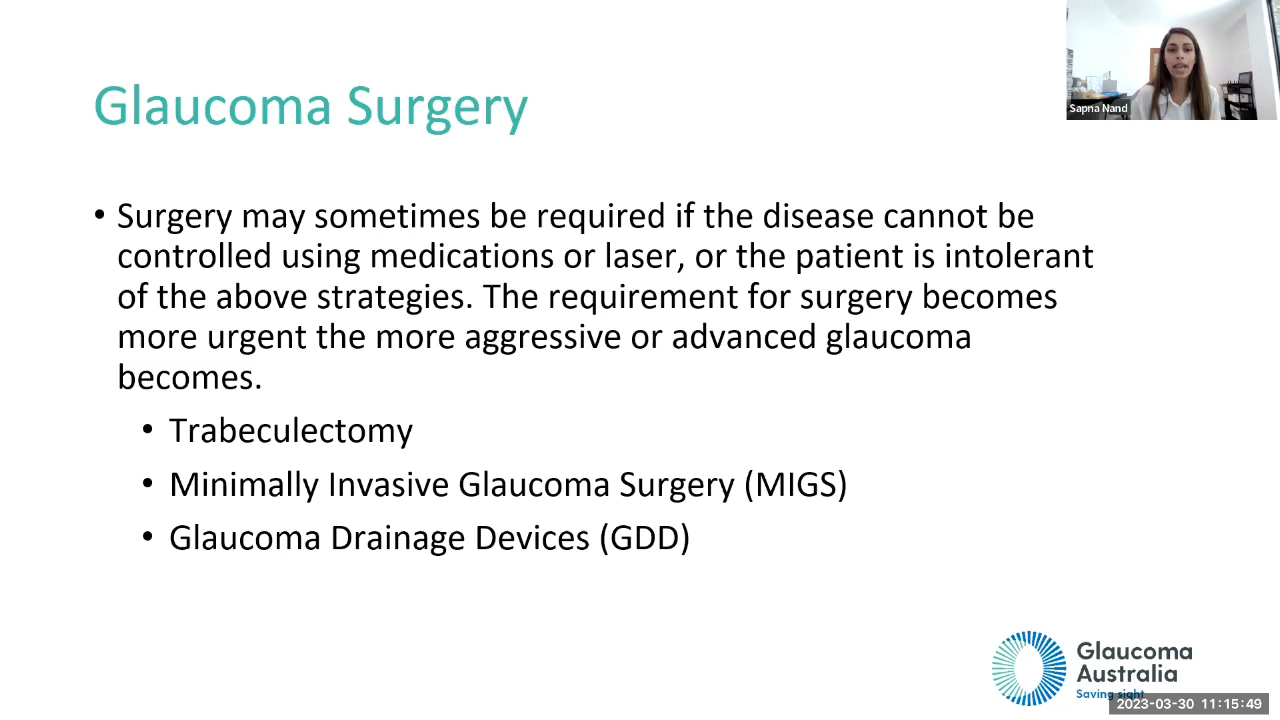 Glaucoma Surgery
Sapna Nand
• Surgery may sometimes be required if the disease cannot be
controlled using medications or laser, or the patient is intolerant
of the above strategies. The requirement for surgery becomes
more urgent the more aggressive or advanced glaucoma
becomes.
• Trabeculectomy
• Minimally Invasive Glaucoma Surgery (MIGS)
• Glaucoma Drainage Devices (GDD)
Glaucoma
Australia
Saving sight
2023-03-30 11:15:49